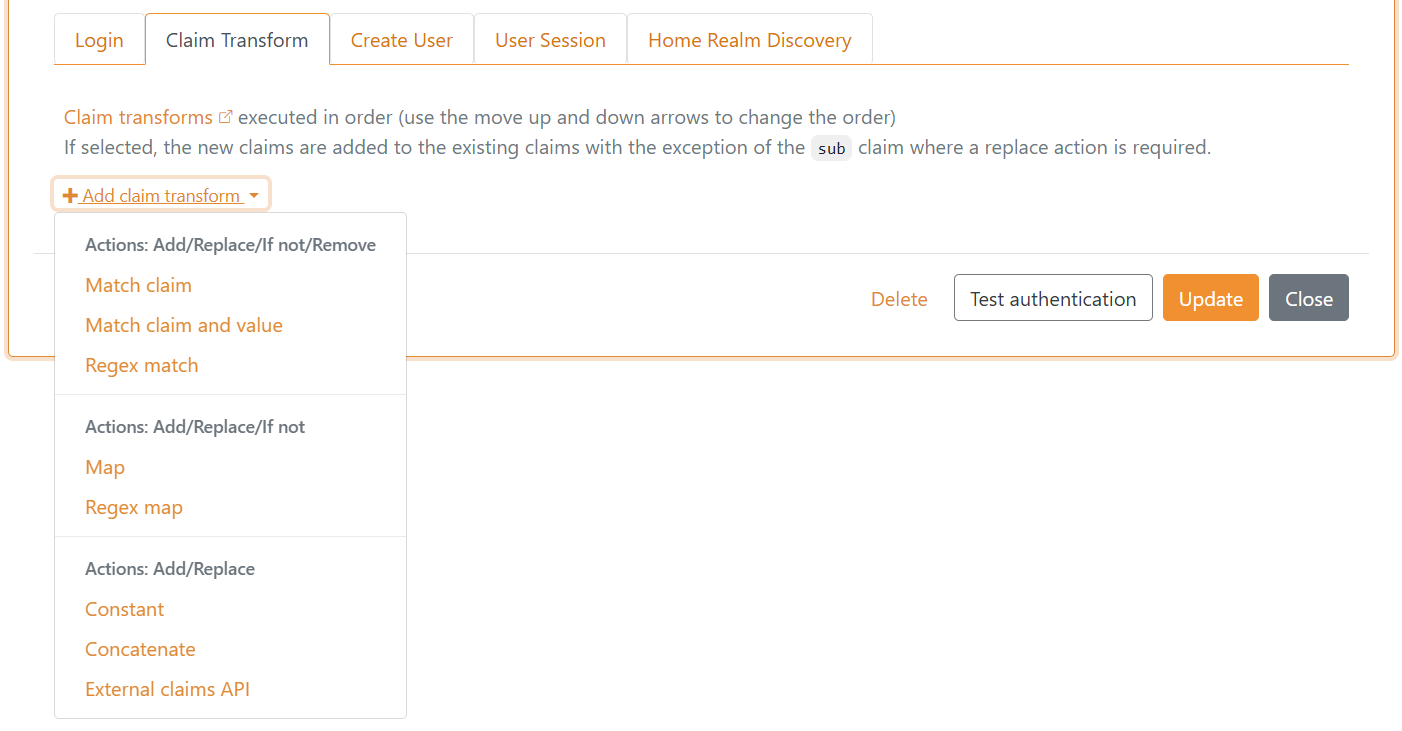 Login Claim Transform Create User User Session Home Realm Discovery
Claim transforms executed in order (use the move up and down arrows to change the order)
If selected, the new claims are added to the existing claims with the exception of the sub claim where a replace action is required.
Add claim transform
Actions: Add/Replace/If not/Remove
Match claim
Match claim and value
Regex match
Actions: Add/Replace/If not
Map
Regex map
Actions: Add/Replace
Constant
Concatenate
External claims API
Delete Test authentication Update Close